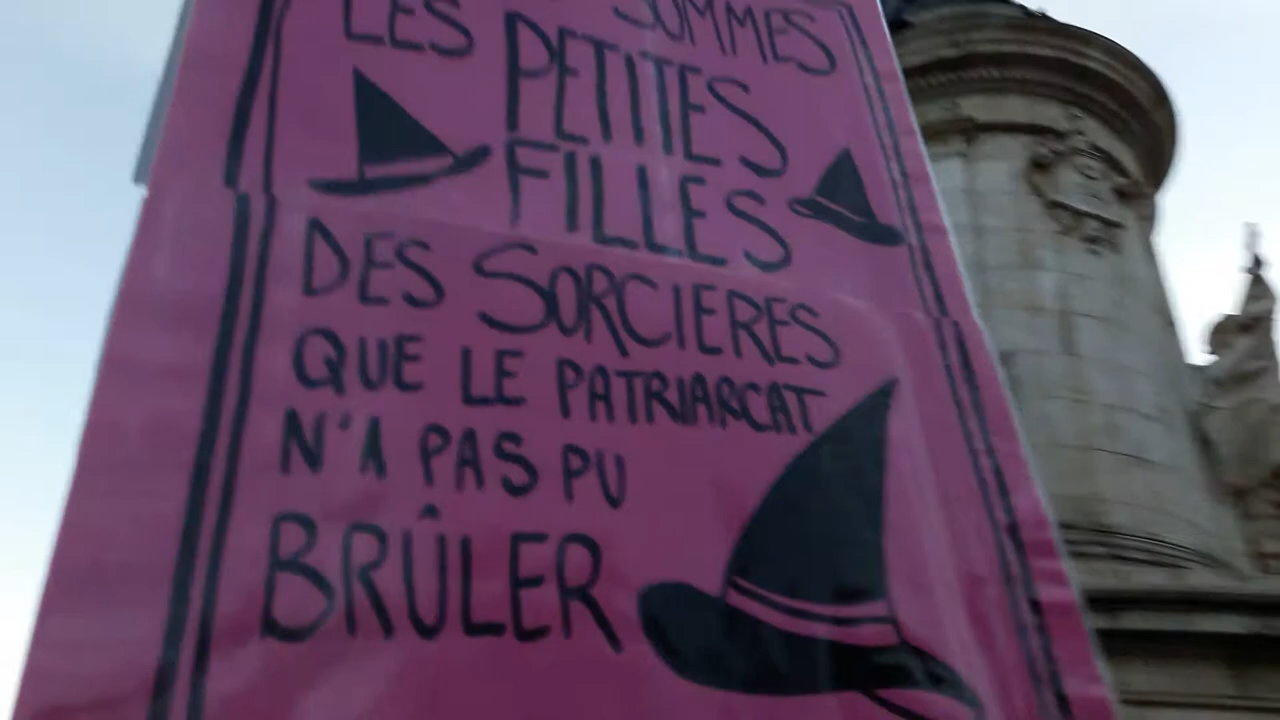 SOMMES
LES PETITES
FILLES
DES SORCIERES
QUE LE PATRIARCAT
N'A PAS PU
BRÛLER